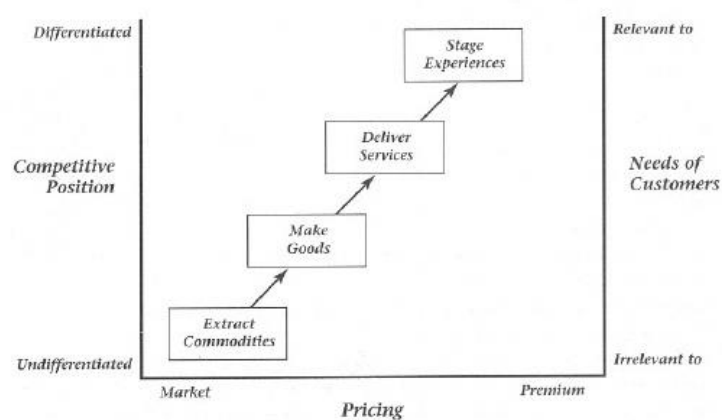 Differentiated
Relevant to
Stage
Experiences
Deliver
Services
Competitive
Position
Needs of
Customers
Make
Goods
Extract
Commodities
Undifferentiated
Irrelevant to
Market
Premium
Pricing